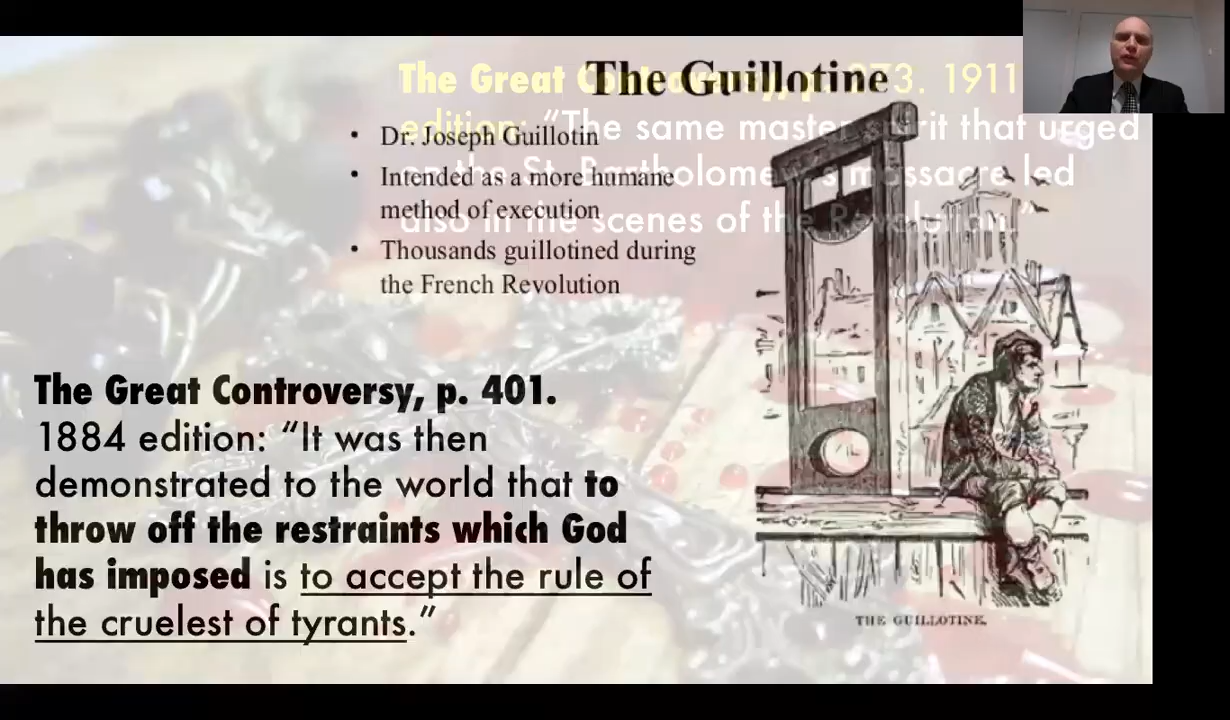 The Guillotine
The Great Controversy, p. 273. 1911
edition: “The same master spirit that urged
on the St. Bartholomew's massacre led
also in the scenes of the Revolution.”
• Dr. Joseph Guillotin
• Intended as a more humane
method of execution
• Thousands guillotined during
the French Revolution
The Great Controversy, p. 401.
1884 edition: “It was then
demonstrated to the world that to
throw off the restraints which God
has imposed is to accept the rule of
the cruelest of tyrants.”
THE GUILLOTINE.